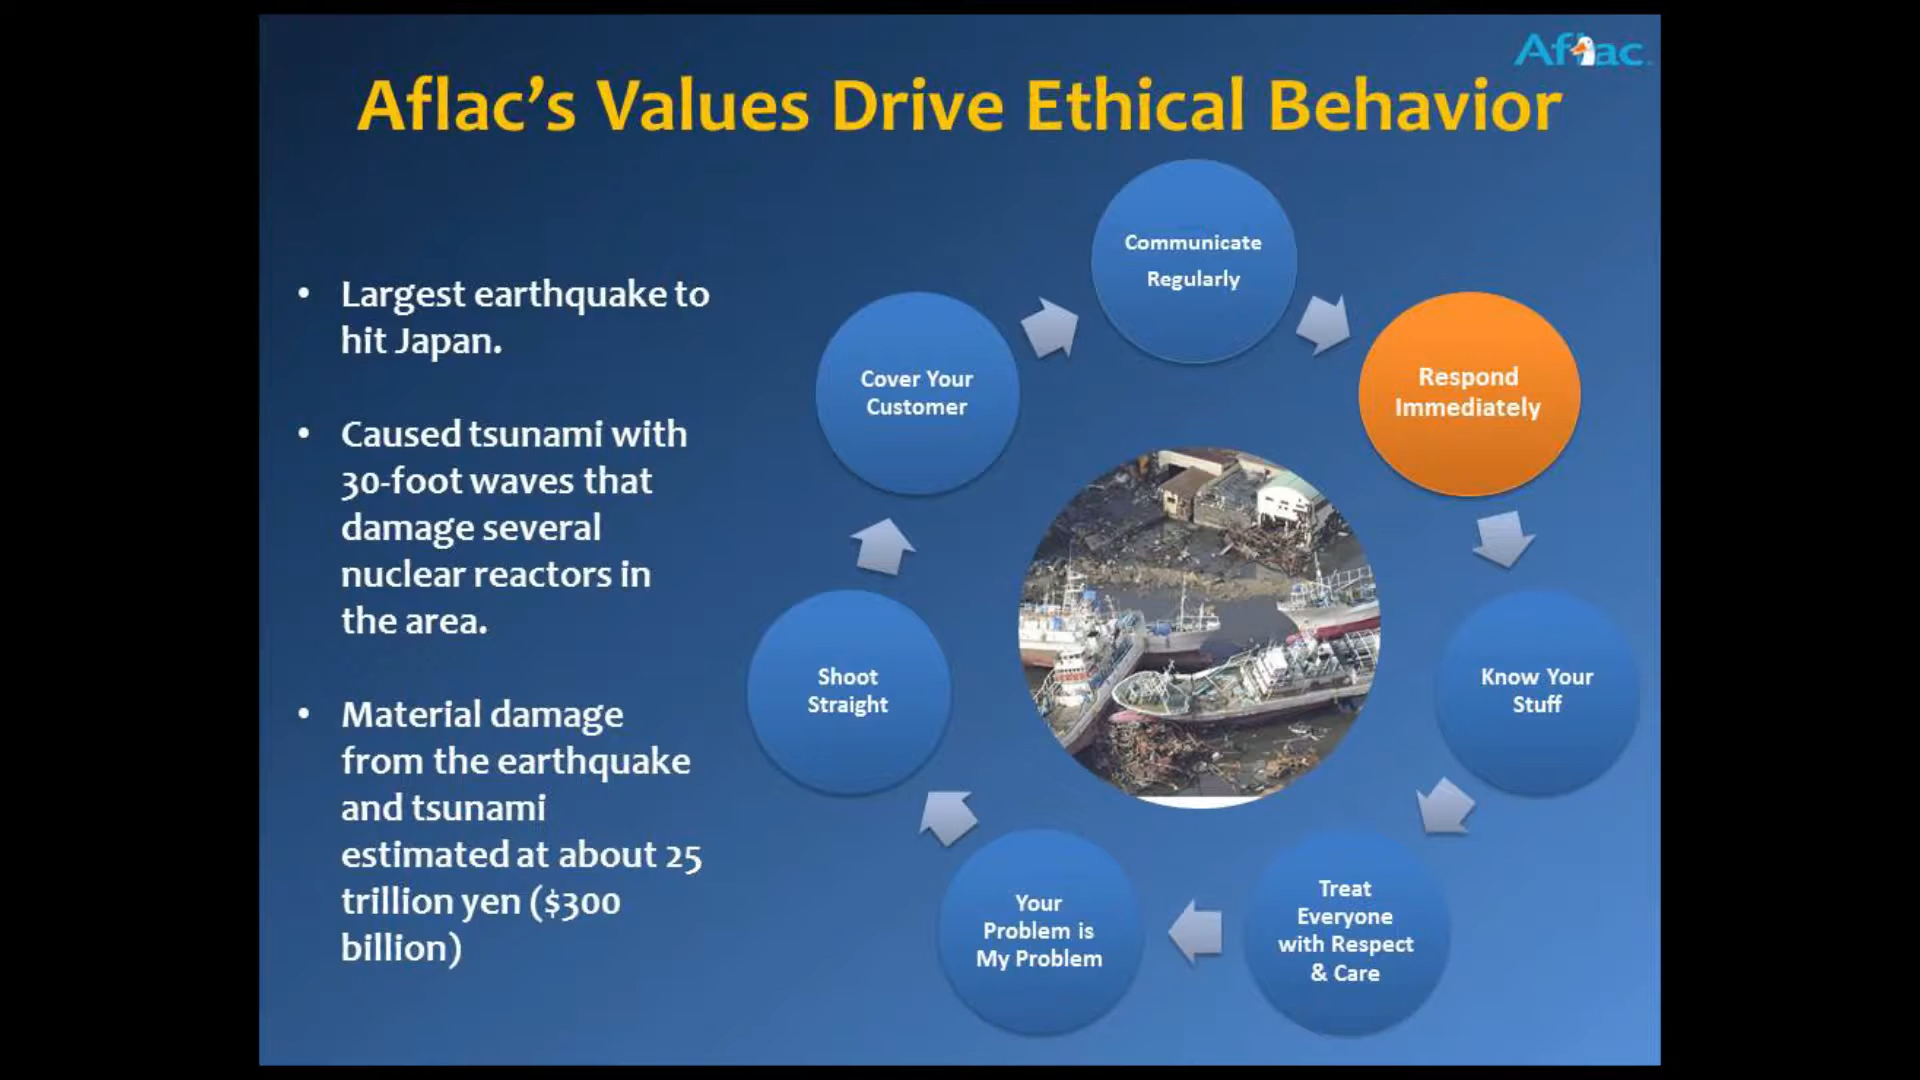 Aflac
Aflac's Values Drive Ethical Behavior
• Largest earthquake to
hit Japan.
• Caused tsunami with
30-foot waves that
damage several
nuclear reactors in
the area.
• Material damage
from the earthquake
and tsunami
estimated at about 25
trillion yen ($300
billion)
Communicate
Regularly
Respond
Immediately
Know Your
Stuff
Treat
Everyone
with Respect
& Care
Your
Problem is
My Problem
Shoot
Straight
Cover Your
Customer